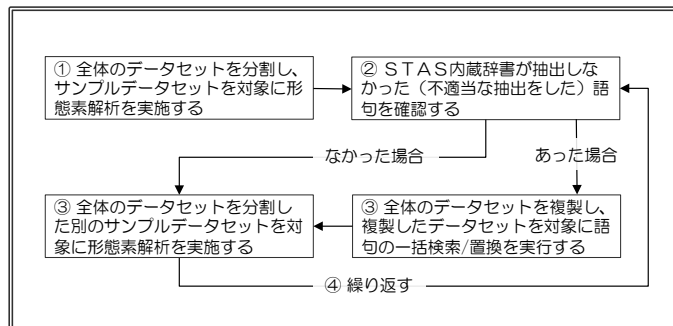 ① 全体のデータセットを分割し、
サンプルデータセットを対象に形
態素解析を実施する
② ＳＴＡＳ内蔵辞書が抽出しな
かった（不適当な抽出をした）語
句を確認する
なかった場合
あった場合
③ 全体のデータセットを分割し
た別のサンプルデータセットを対
象に形態素解析を実施する
③ 全体のデータセットを複製し、
複製したデータセットを対象に語
句の一括検索/置換を実行する
④ 繰り返す